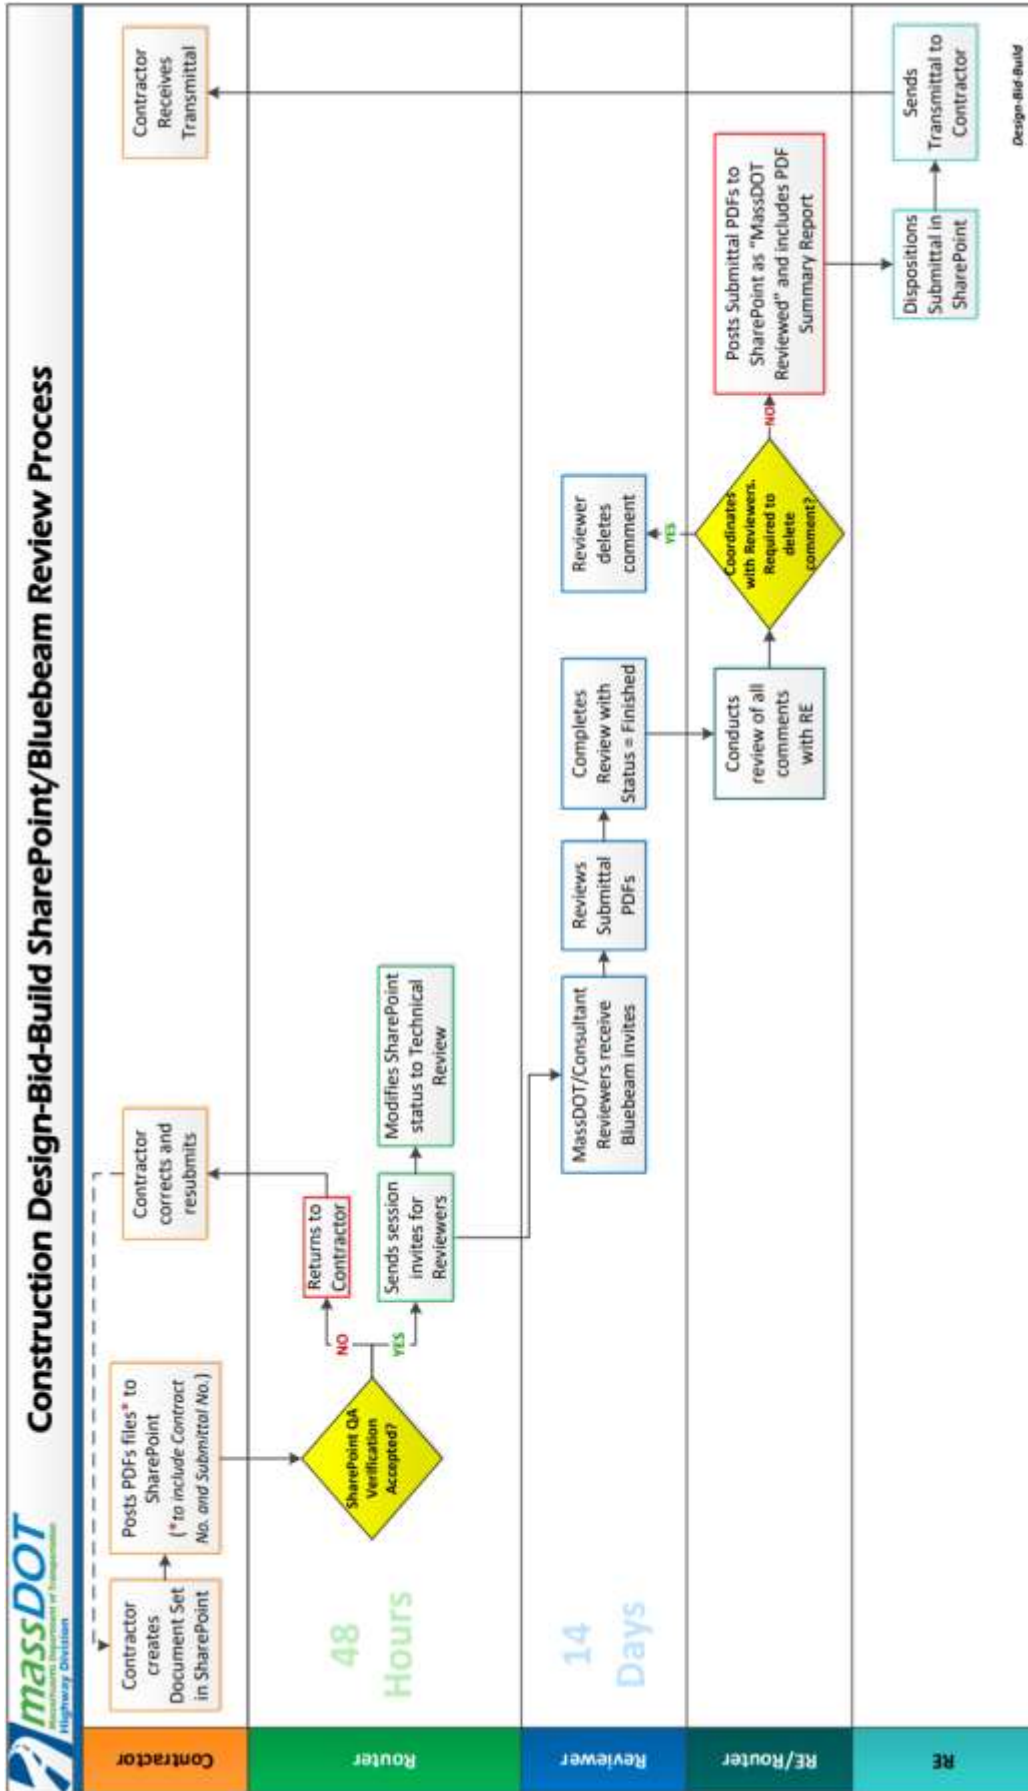 massDOT
Massachusetts Department of Transportation
Highway Division
Construction Design-Bid-Build SharePoint/Bluebeam Review Process
Contractor
Contractor
creates
Document Set
in SharePoint
Posts PDFs files* to
SharePoint
(*to include Contract
No. and Submittal No.)
Contractor
corrects and
resubmits
Contractor
Receives
Transmittal
Router
48
Hours
SharePoint QA
Verification
Accepted?
NO
YES
Returns to
Contractor
Sends session
invites for
Reviewers
Modifies SharePoint
status to Technical
Review
Reviewer
14
Days
MassDOT/Consultant
Reviewers receive
Bluebeam invites
Reviews
Submittal
PDFs
Completes
Review with
Status = Finished
Reviewer
deletes
comment
RE/Router
Conducts
review of all
comments
with RE
YES
Coordinates
with Reviewers.
Required to
delete
comment?
NO
Posts Submittal PDFs to
SharePoint as "MassDOT
Reviewed" and includes PDF
Summary Report
RE
Dispositions
Submittal in
SharePoint
Sends
Transmittal to
Contractor
Design-Bid-Build